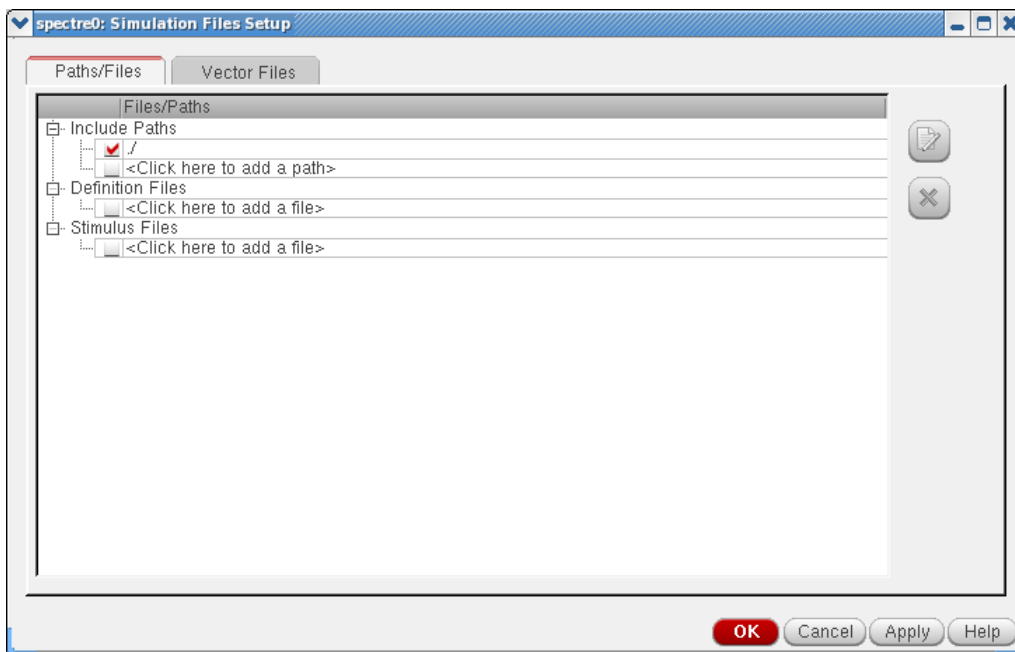 spectre0: Simulation Files Setup
Paths/Files Vector Files
Files/Paths
Include Paths
./
<Click here to add a path>
Definition Files
<Click here to add a file>
Stimulus Files
<Click here to add a file>
OK Cancel Apply Help